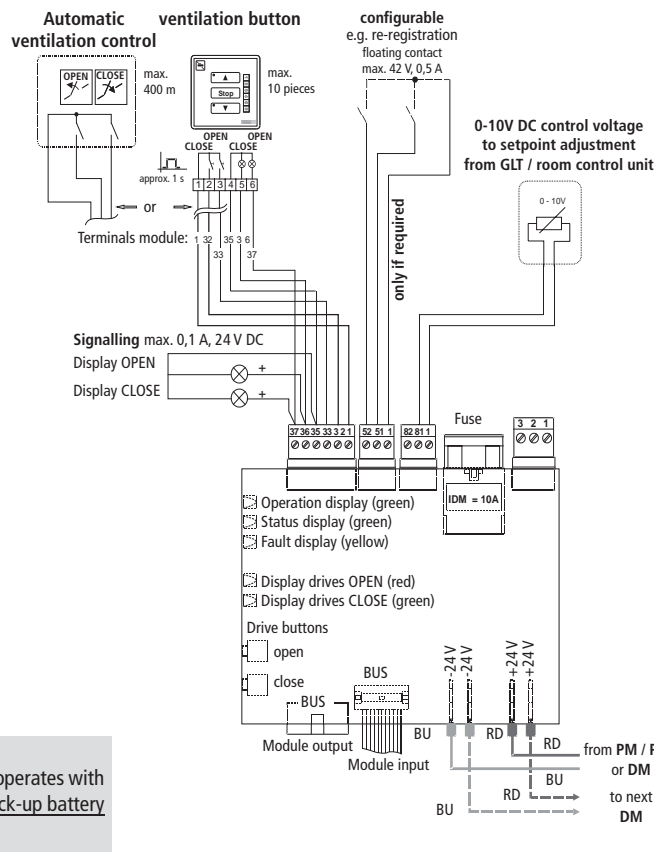 Automatic
ventilation control
OPEN
CLOSE
max.
400 m
ventilation button
Stop
max.
10 pieces
OPEN OPEN
CLOSE CLOSE
approx. 1 s
1 2 3 4 5 6
or
Terminals module: 1 32 35 3 6
33 37
configurable
e.g. re-registration
floating contact
max. 42 V, 0,5 A
only if required
0-10V DC control voltage
to setpoint adjustment
from GLT / room control unit
0 - 10V
Signalling max. 0,1 A, 24 V DC
Display OPEN
+
Display CLOSE
+
37 36 35 33 3 2 1
52 51 1
82 81 1
Fuse
3 2 1
IDM = 10A
Operation display (green)
Status display (green)
Fault display (yellow)
Display drives OPEN (red)
Display drives CLOSE (green)
Drive buttons
open
close
BUS
BUS
Module output
Module input
-24 V
-24 V
+24 V
+24 V
BU
RD
RD
from PM /
BU
or DM
RD
to next
DM
BU
operates with
ck-up battery